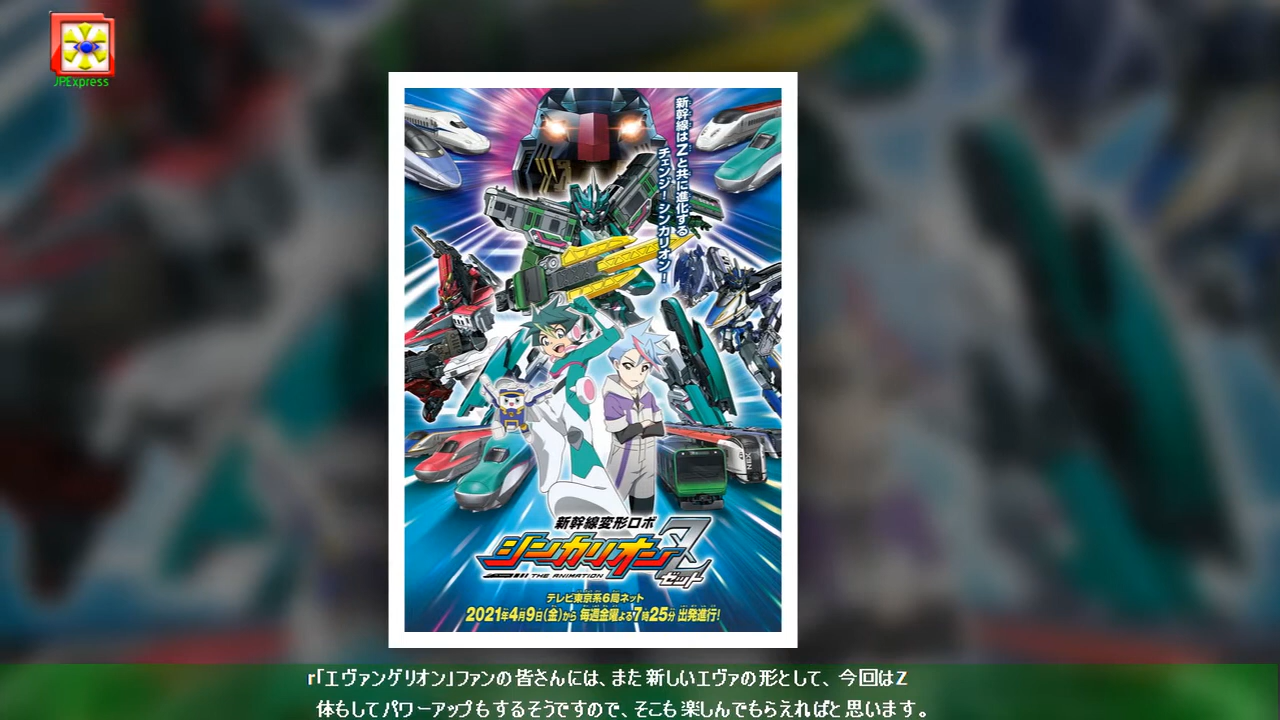 JPExpress
新幹線はZと共に進化する
チェンジ!シンカリオン!
NEX
新幹線変形ロボ
シンカリオンZ
ゼット
THE ANIMATION
テレビ東京系6局ネット
2021年4月9日(金)から 毎週金曜よる7時25分 出発進行!
r「エヴァンゲリオン」ファンの皆さんには、また新しいエヴァの形として、今回はZ
体もしてパワーアップもするそうですので、そこも楽しんでもらえればと思います。